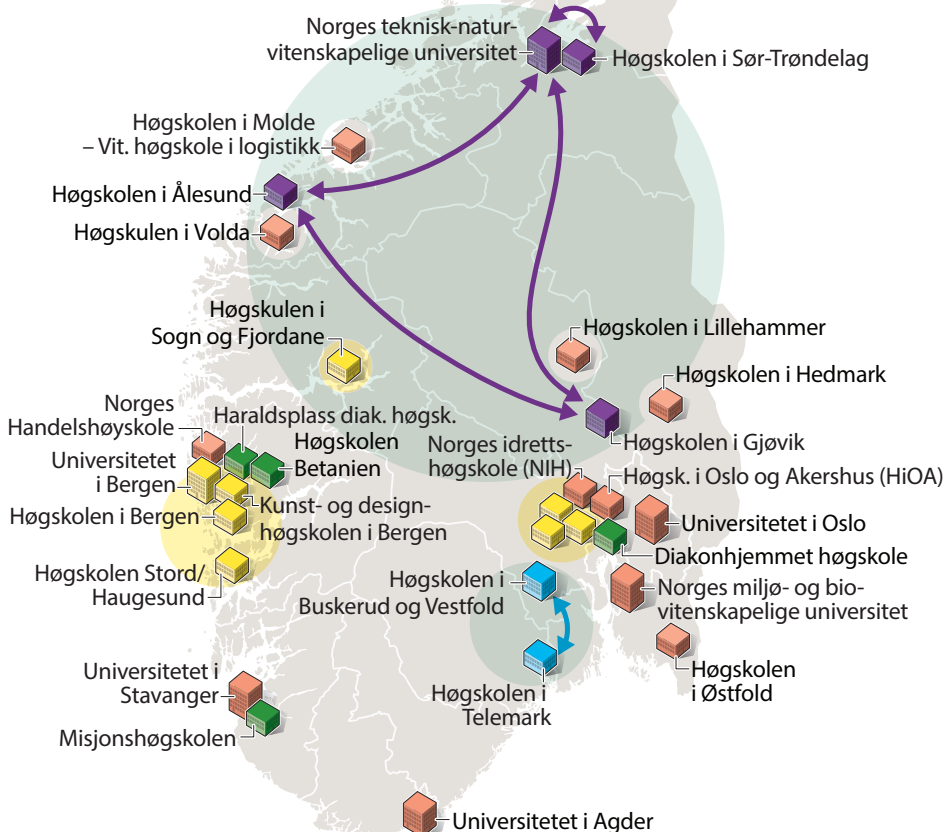 Norges teknisk-natur-
vitenskapelige universitet
Høgskolen i Sør-Trøndelag
Høgskolen i Molde
– Vit. høgskole i logistikk
Høgskolen i Ålesund
Høgskulen i Volda
Høgskulen i
Sogn og Fjordane
Høgskolen i Lillehammer
Høgskolen i Hedmark
Høgskolen i Gjøvik
Norges
Handelshøyskole
Haraldsplass diak. høgsk.
Høgskolen
Betanien
Universitetet
i Bergen
Høgskolen i Bergen
Kunst- og design-
høgskolen i Bergen
Høgskolen Stord/
Haugesund
Norges idretts-
høgskole (NIH)
Høgsk. i Oslo og Akershus (HiOA)
Universitetet i Oslo
Diakonhjemmet høgskole
Høgskolen i
Buskerud og Vestfold
Norges miljø- og bio-
vitenskapelige universitet
Høgskolen i
Telemark
Høgskolen
i Østfold
Universitetet i
Stavanger
Misjonshøgskolen
Universitetet i Agder